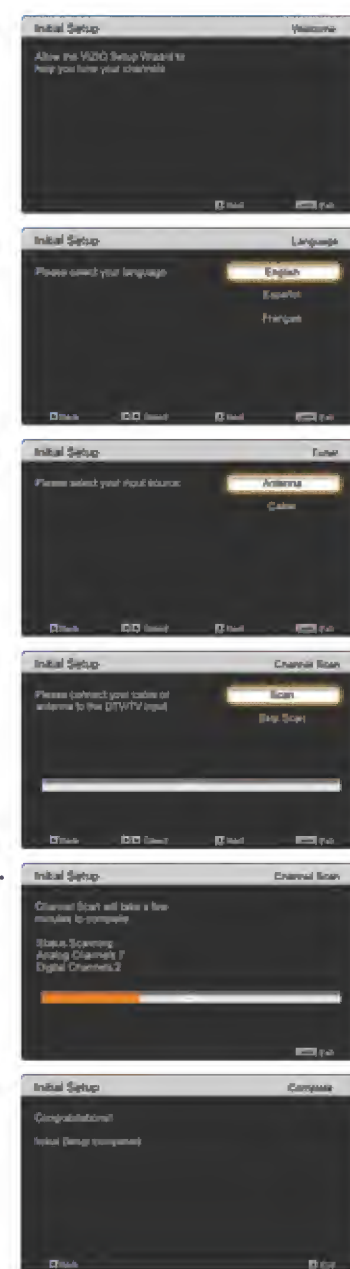 Initial Setup Welcome
Allow the VIZIO Setup Wizard to
help you tune your channels
Next Exit
Initial Setup Language
Please select your language English
Español
Français
Back Select Next Exit
Initial Setup Tuner
Please select your input source Antenna
Cable
Back Select Next Exit
Initial Setup Channel Scan
Please connect your cable or Scan
antenna to the DTV/TV input Skip Scan
Back Select Next Exit
Initial Setup Channel Scan
Channel Scan will take a few
minutes to complete
Status Scanning
Analog Channels 7
Digital Channels 2
Exit
Initial Setup Complete
Congratulations!
Initial Setup completed
Back